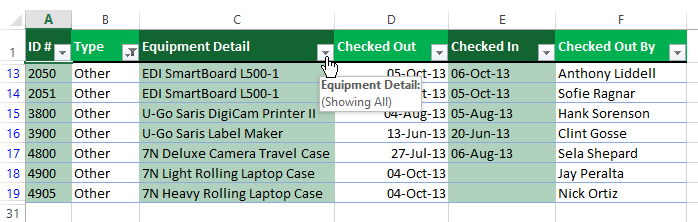 A B C D E F
1 ID # Type Equipment Detail Checked Out Checked In Checked Out By
13 2050 Other EDI SmartBoard L500-1 05-Oct-13 06-Oct-13 Anthony Liddell
14 2051 Other EDI SmartBoard L500-1 Oct-13 05-Oct-13 Sofie Ragnar
15 3800 Other U-Go Saris DigiCam Printer II 04-Aug-13 05-Aug-13 Hank Sorenson
16 3900 Other U-Go Saris Label Maker 13-Jun-13 20-Jun-13 Clint Gosse
17 4800 Other 7N Deluxe Camera Travel Case 27-Jul-13 06-Aug-13 Sela Shepard
18 4900 Other 7N Light Rolling Laptop Case 04-Oct-13 Jay Peralta
19 4905 Other 7N Heavy Rolling Laptop Case 04-Oct-13 Nick Ortiz
31
Equipment Detail:
(Showing All)